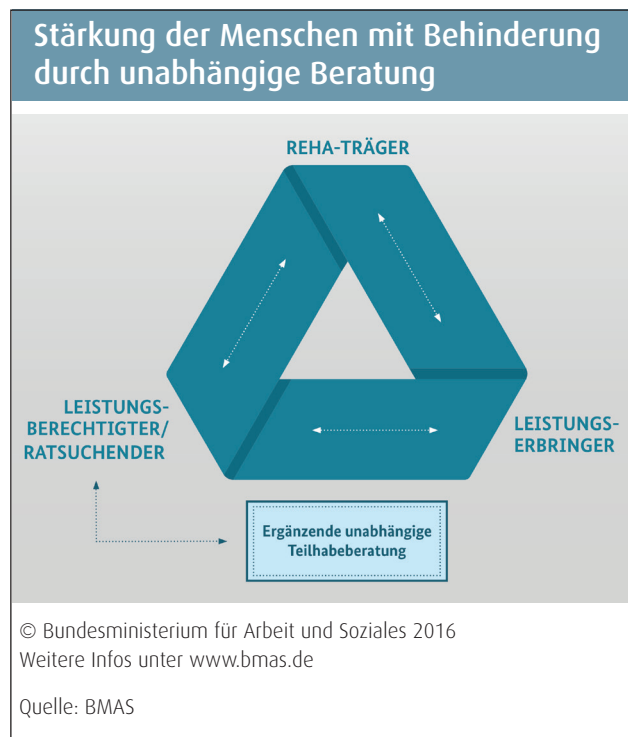 Stärkung der Menschen mit Behinderung
durch unabhängige Beratung
REHA-TRÄGER
LEISTUNGS-
BERECHTIGTER/
RATSUCHENDER
LEISTUNGS-
ERBRINGER
Ergänzende unabhängige
Teilhabeberatung
© Bundesministerium für Arbeit und Soziales 2016
Weitere Infos unter www.bmas.de
Quelle: BMAS